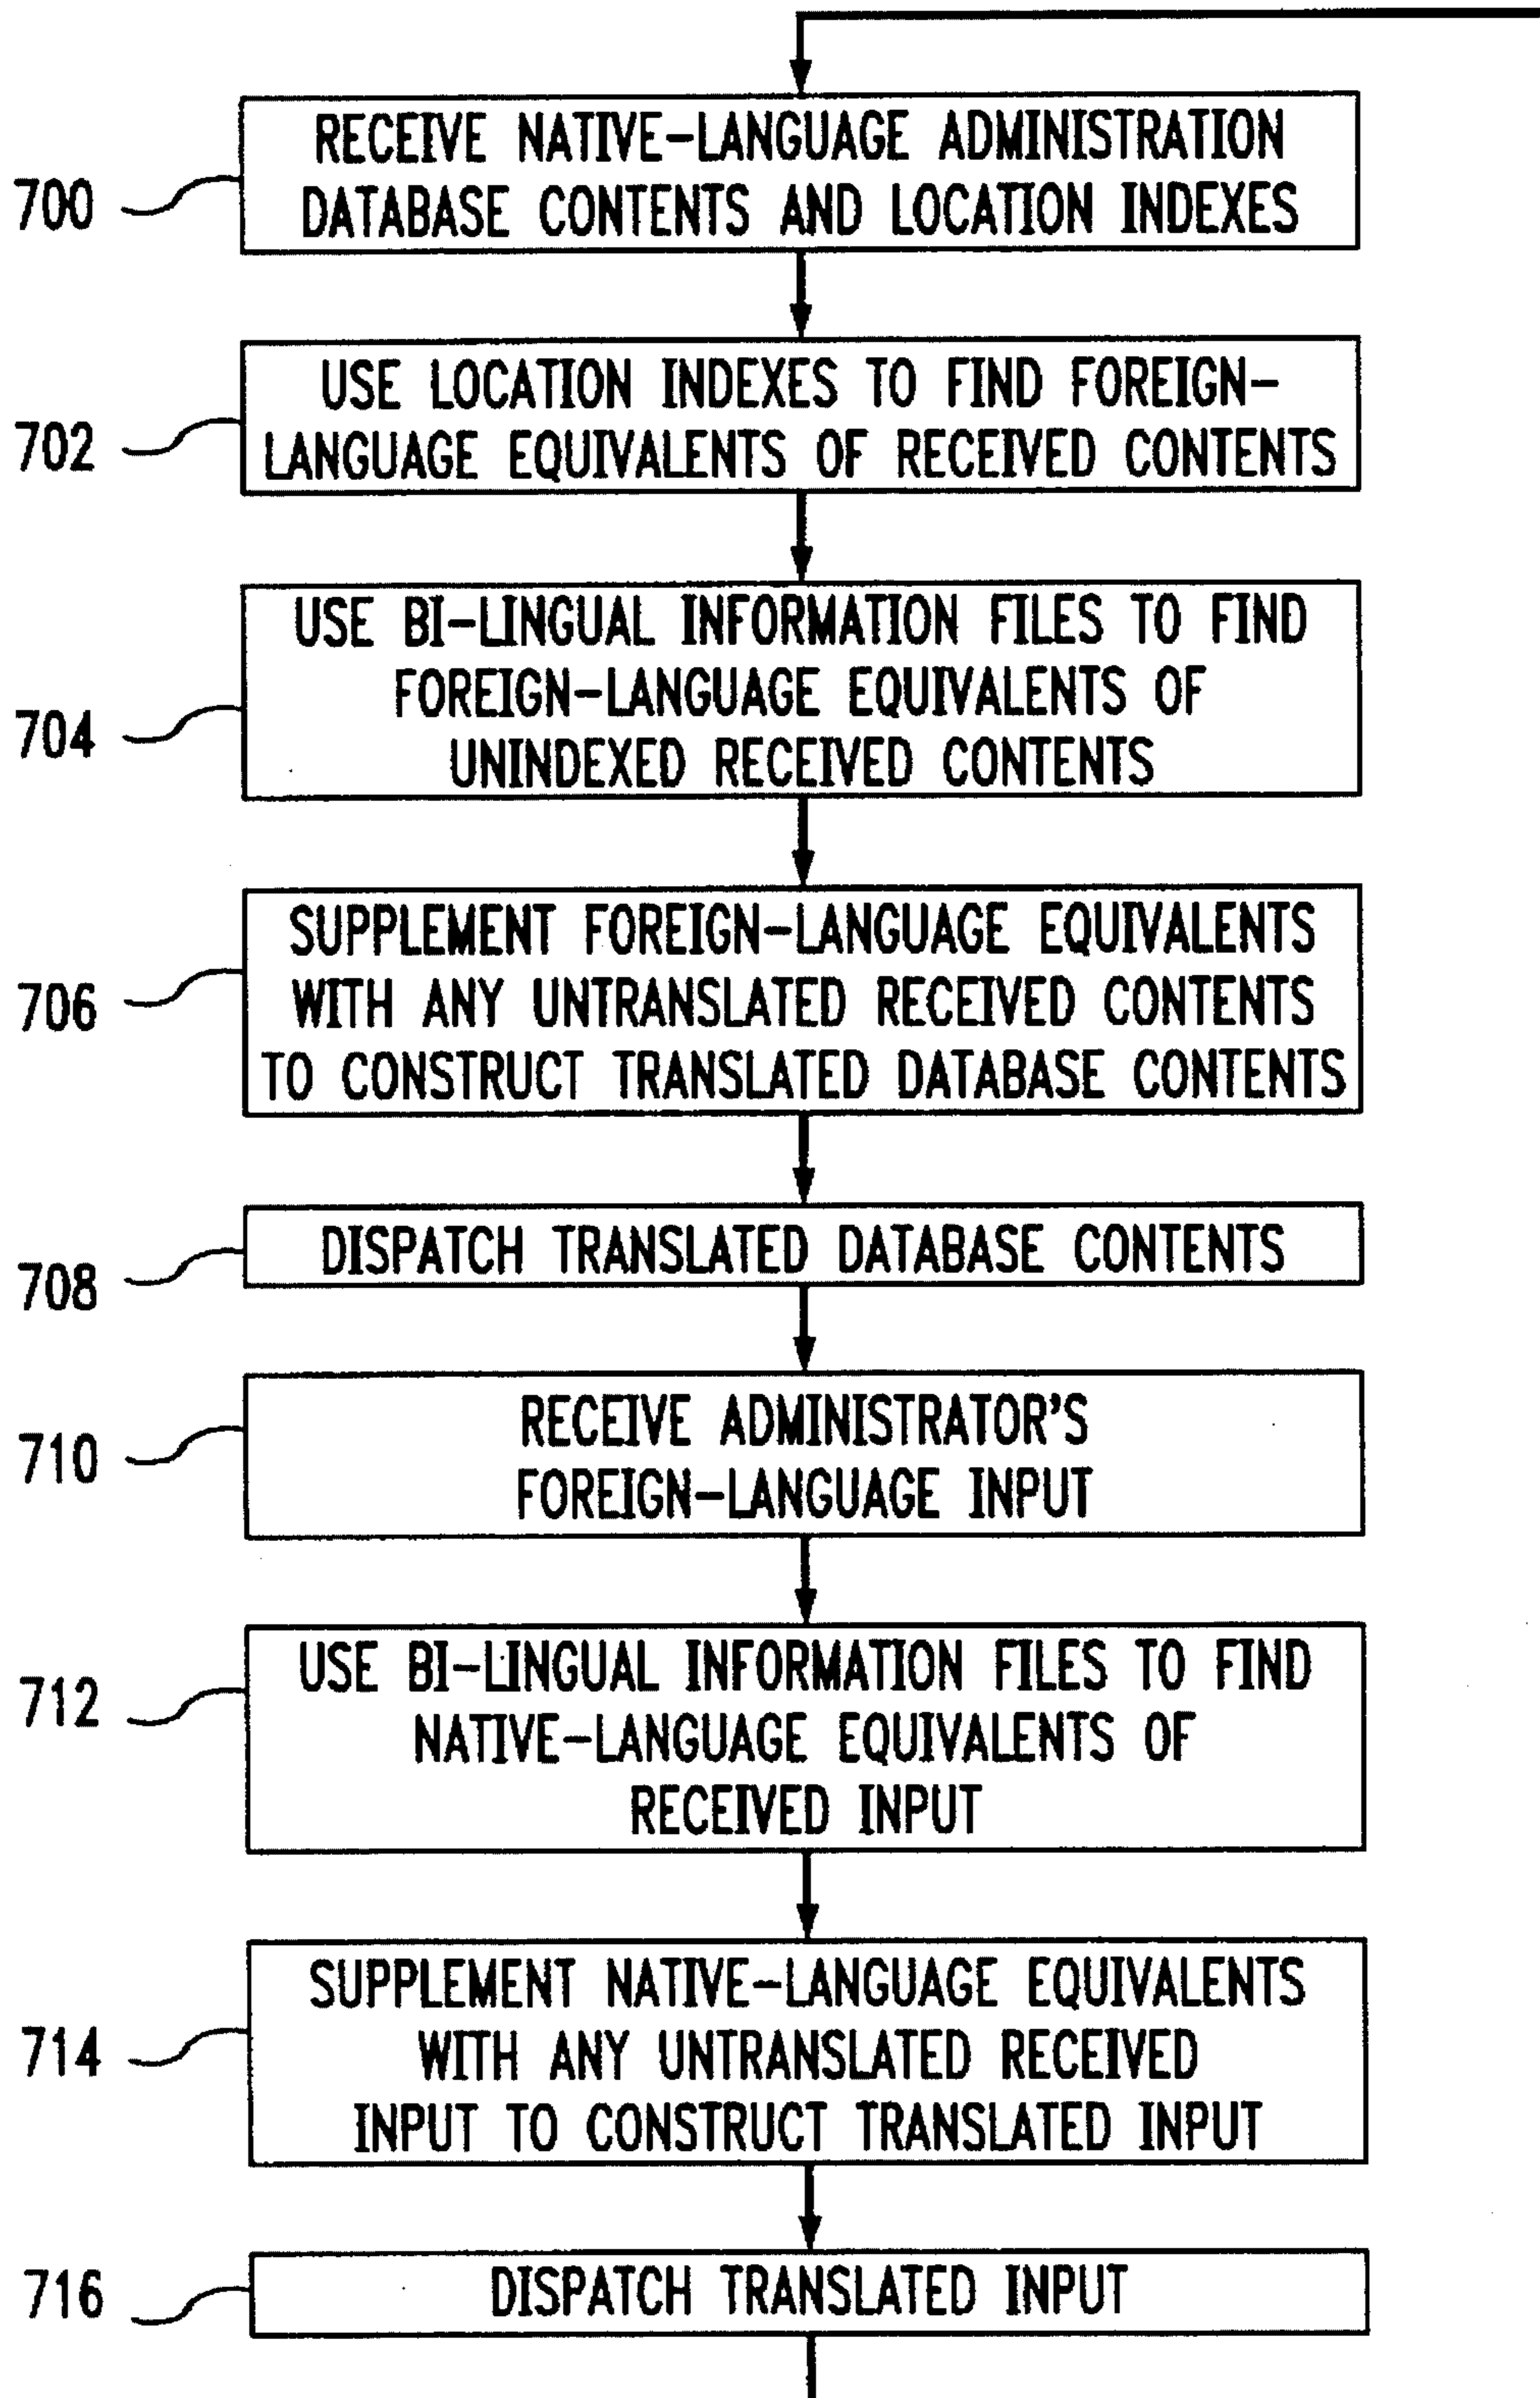 RECEIVE NATIVE-LANGUAGE ADMINISTRATION
DATABASE CONTENTS AND LOCATION INDEXES
700
USE LOCATION INDEXES TO FIND FOREIGN-
LANGUAGE EQUIVALENTS OF RECEIVED CONTENTS
702
USE BI-LINGUAL INFORMATION FILES TO FIND
FOREIGN-LANGUAGE EQUIVALENTS OF
UNINDEXED RECEIVED CONTENTS
704
SUPPLEMENT FOREIGN-LANGUAGE EQUIVALENTS
WITH ANY UNTRANSLATED RECEIVED CONTENTS
TO CONSTRUCT TRANSLATED DATABASE CONTENTS
706
DISPATCH TRANSLATED DATABASE CONTENTS
708
RECEIVE ADMINISTRATOR'S
FOREIGN-LANGUAGE INPUT
710
USE BI-LINGUAL INFORMATION FILES TO FIND
NATIVE-LANGUAGE EQUIVALENTS OF
RECEIVED INPUT
712
SUPPLEMENT NATIVE-LANGUAGE EQUIVALENTS
WITH ANY UNTRANSLATED RECEIVED
INPUT TO CONSTRUCT TRANSLATED INPUT
714
DISPATCH TRANSLATED INPUT
716